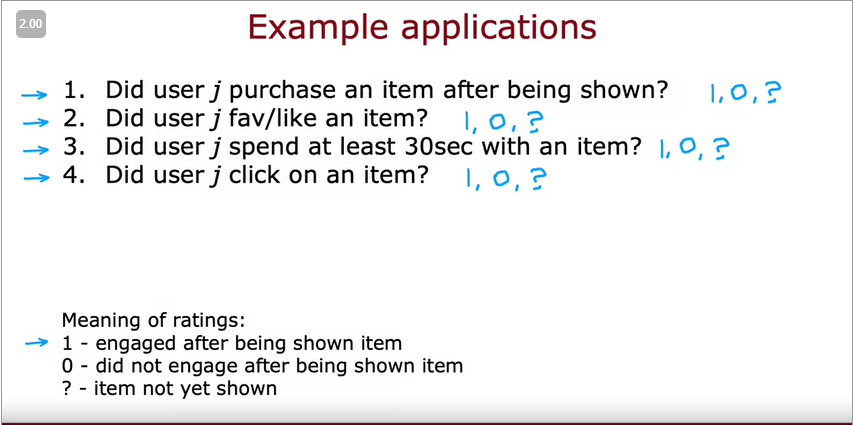 2.00
Example applications
→ 1. Did user j purchase an item after being shown? 1, 0, ?
→ 2. Did user j fav/like an item? 1, 0, ?
→ 3. Did user j spend at least 30sec with an item? 1, 0, ?
→ 4. Did user j click on an item? 1, 0, ?
Meaning of ratings:
→ 1 - engaged after being shown item
0 - did not engage after being shown item
? - item not yet shown